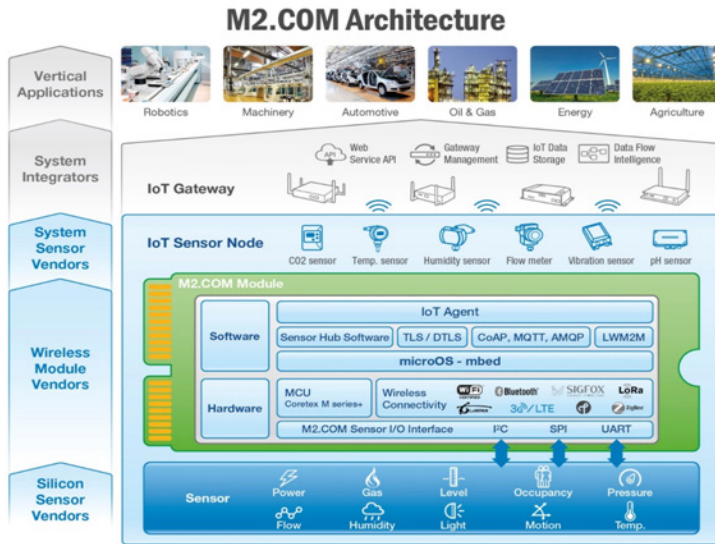 M2.COM Architecture
Vertical
Applications
Robotics
Machinery
Automotive
Oil & Gas
Energy
Agriculture
System
Integrators
Web
Service API
API
Gateway
Management
IoT Data
Storage
Data Flow
Intelligence
IoT Gateway
System
Sensor
Vendors
IoT Sensor Node
CO2 sensor
Temp. sensor
Humidity sensor
Flow meter
Vibration sensor
pH sensor
Wireless
Module
Vendors
M2.COM Module
Software
IoT Agent
Sensor Hub Software
TLS / DTLS
CoAP, MQTT, AMQP
LWM2M
microOS - mbed
Hardware
MCU
Coretex M series+
Wireless
Connectivity
WiFi
CERTIFIED
Bluetooth
SIGFOX
LoRa
3G/LTE
ZigBee
M2.COM Sensor I/O Interface
I²C
SPI
UART
Silicon
Sensor
Vendors
Sensor
Power
Gas
Level
Occupancy
Pressure
Flow
Humidity
Light
Motion
Temp.